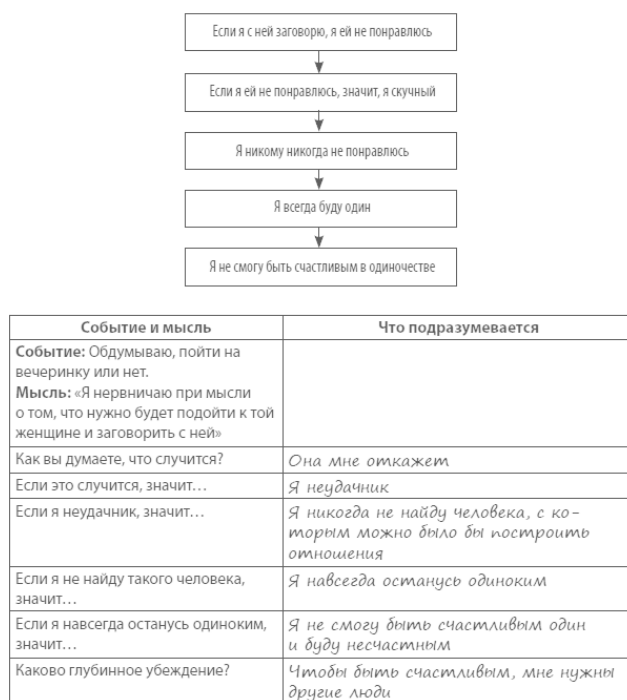 Если я с ней заговорю, я ей не понравлюсь
Если я ей не понравлюсь, значит, я скучный
Я никому никогда не понравлюсь
Я всегда буду один
Я не смогу быть счастливым в одиночестве
Событие и мысль
Что подразумевается
Событие: Обдумываю, пойти на
вечеринку или нет.
Мысль: «Я нервничаю при мысли
о том, что нужно будет подойти к той
женщине и заговорить с ней»
Как вы думаете, что случится?
Она мне откажет
Если это случится, значит…
Я неудачник
Если я неудачник, значит…
Я никогда не найду человека, с ко-
торым можно было бы построить
отношения
Если я не найду такого человека,
значит…
Я навсегда останусь одиноким
Если я навсегда останусь одиноким,
значит…
Я не смогу быть счастливым один
и буду несчастным
Каково глубинное убеждение?
Чтобы быть счастливым, мне нужны
другие люди